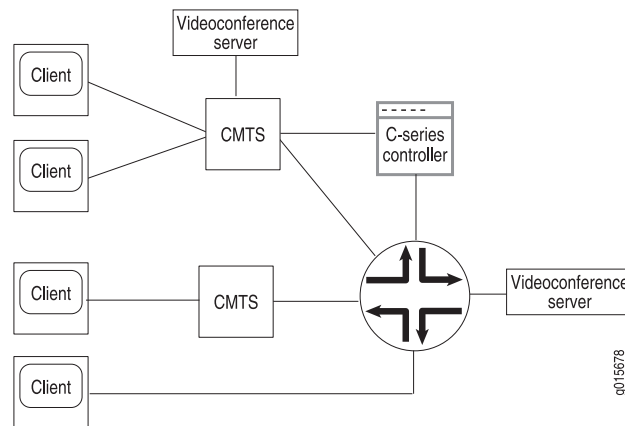 Videoconference
server
Client
CMTS
C-series
controller
Client
Client
CMTS
Videoconference
server
Client
g015678